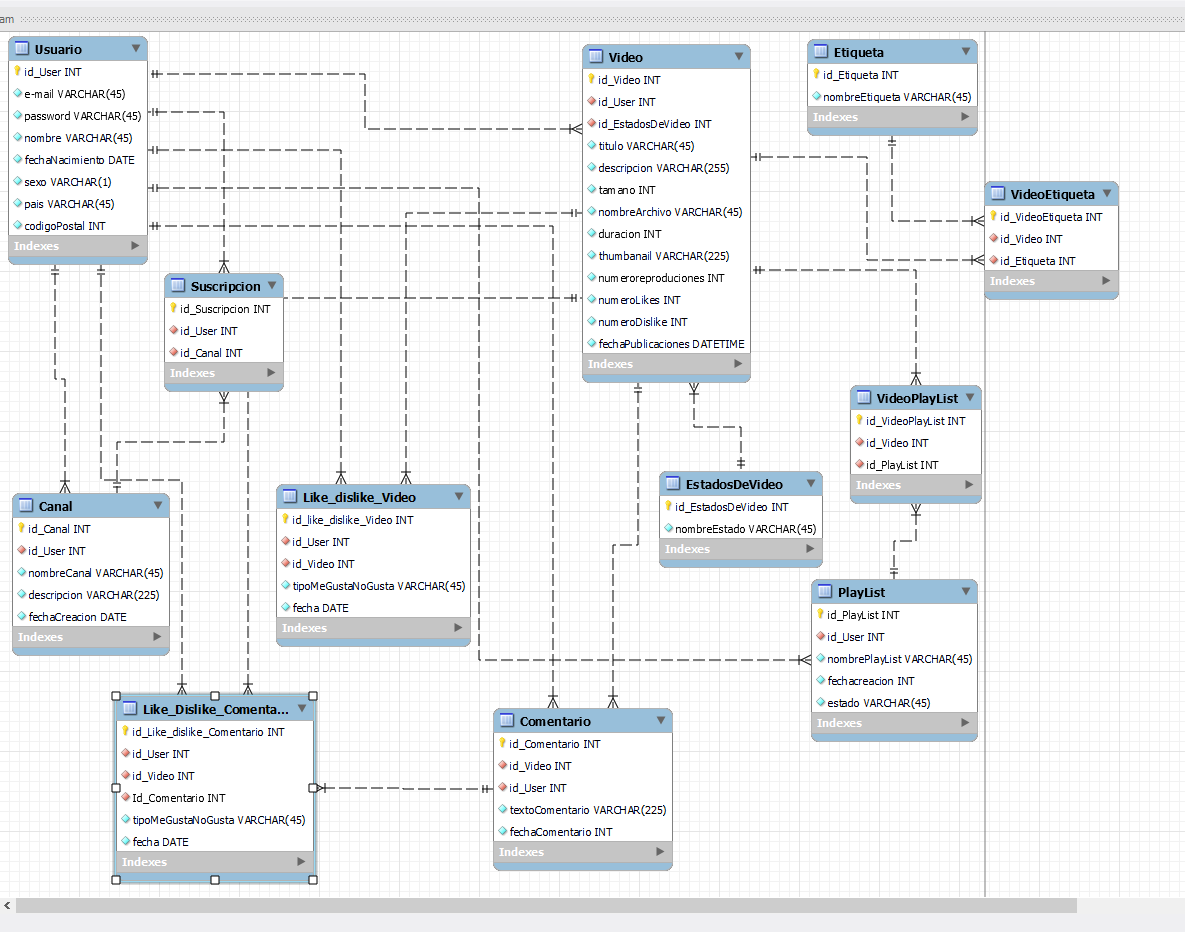 am
Usuario
id_User INT
e-mail VARCHAR(45)
password VARCHAR(45)
nombre VARCHAR(45)
fechaNacimiento DATE
sexo VARCHAR(1)
pais VARCHAR(45)
codigoPostal INT
Indexes
Suscripcion
id_Suscripcion INT
id_User INT
id_Canal INT
Indexes
Canal
id_Canal INT
id_User INT
nombreCanal VARCHAR(45)
descripcion VARCHAR(225)
fechaCreacion DATE
Indexes
Like_dislike_Video
id_like_dislike_Video INT
id_User INT
id_Video INT
tipoMeGustaNoGusta VARCHAR(45)
fecha DATE
Indexes
Like_Dislike_Comenta...
id_Like_dislike_Comentario INT
id_User INT
id_Video INT
Id_Comentario INT
tipoMeGustaNoGusta VARCHAR(45)
fecha DATE
Indexes
Video
id_Video INT
id_User INT
id_EstadosDeVideo INT
titulo VARCHAR(45)
descripcion VARCHAR(255)
tamano INT
nombreArchivo VARCHAR(45)
duracion INT
thumbanail VARCHAR(225)
numeroreproduciones INT
numeroLikes INT
numeroDislike INT
fechaPublicaciones DATETIME
Indexes
EstadosDeVideo
id_EstadosDeVideo INT
nombreEstado VARCHAR(45)
Indexes
Comentario
id_Comentario INT
id_Video INT
id_User INT
textoComentario VARCHAR(225)
fechaComentario INT
Indexes
Etiqueta
id_Etiqueta INT
nombreEtiqueta VARCHAR(45)
Indexes
VideoEtiqueta
id_VideoEtiqueta INT
id_Video INT
id_Etiqueta INT
Indexes
VideoPlayList
id_VideoPlayList INT
id_Video INT
id_PlayList INT
Indexes
PlayList
id_PlayList INT
id_User INT
nombrePlayList VARCHAR(45)
fechacreacion INT
estado VARCHAR(45)
Indexes